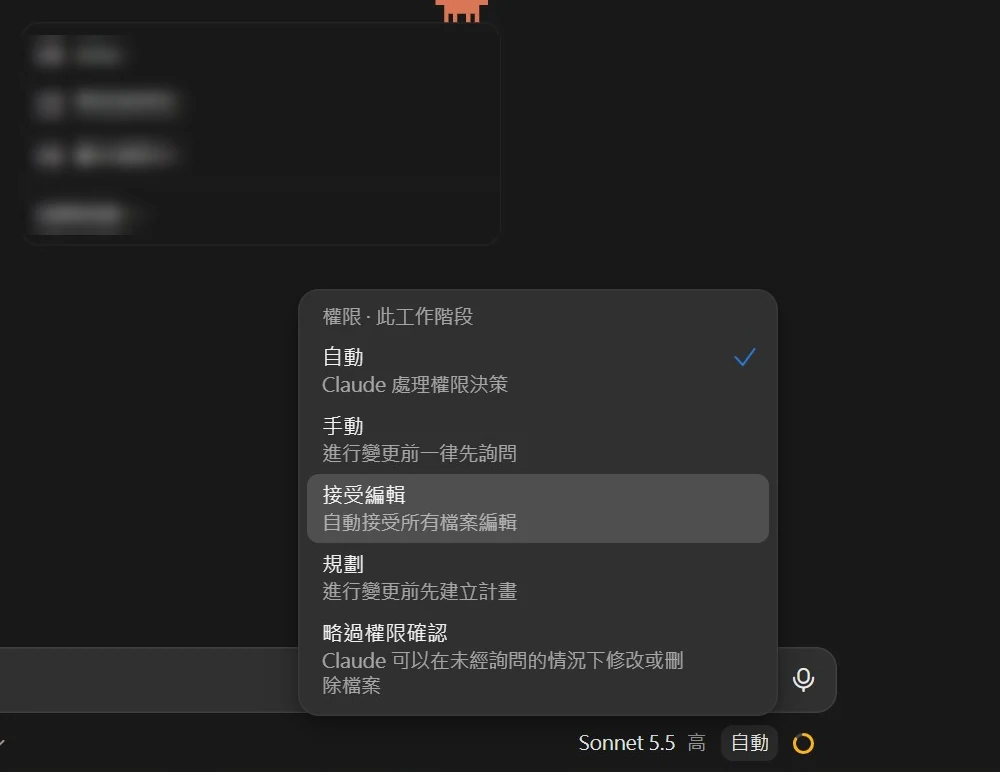 權限 · 此工作階段
自動
Claude 處理權限決策
手動
進行變更前一律先詢問
接受編輯
自動接受所有檔案編輯
規劃
進行變更前先建立計畫
略過權限確認
Claude 可以在未經詢問的情況下修改或刪
除檔案
Sonnet 5.5 高 自動